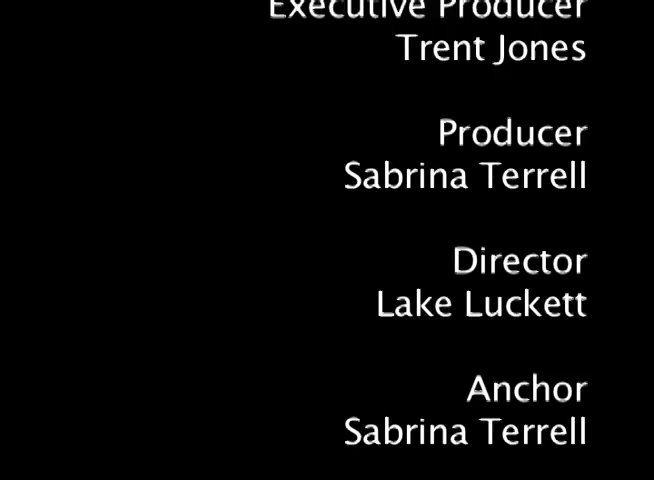 Executive Producer
Trent Jones
Producer
Sabrina Terrell
Director
Lake Luckett
Anchor
Sabrina Terrell